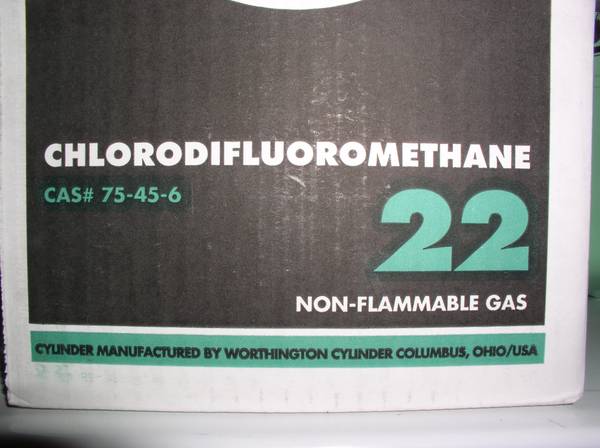 CHLORODIFLUOROMETHANE
CAS# 75-45-6
22
NON-FLAMMABLE GAS
CYLINDER MANUFACTURED BY WORTHINGTON CYLINDER COLUMBUS, OHIO/USA